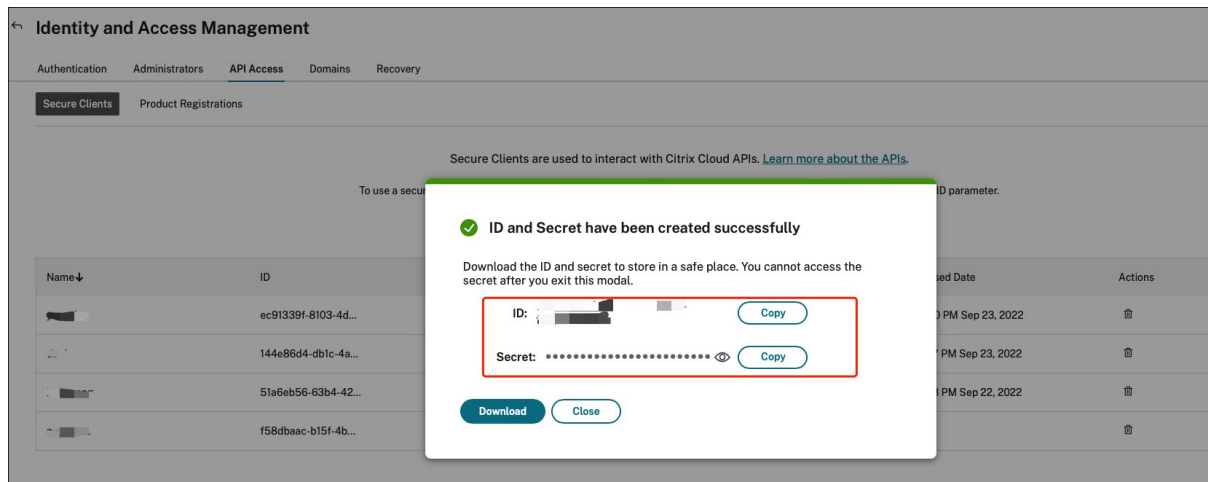 Identity and Access Management
Authentication Administrators API Access Domains Recovery
Secure Clients Product Registrations
Secure Clients are used to interact with Citrix Cloud APIs. Learn more about the APIs.
To use a secur ID parameter.
ID and Secret have been created successfully
Download the ID and secret to store in a safe place. You cannot access the
secret after you exit this modal.
ID: Copy
Secret: •••••••••••••••••••••••• Copy
Download Close
Name↓ ID sed Date Actions
ec91339f-8103-4d... PM Sep 23, 2022
144e86d4-db1c-4a... PM Sep 23, 2022
51a6eb56-63b4-42... PM Sep 22, 2022
f58dbaac-b15f-4b...